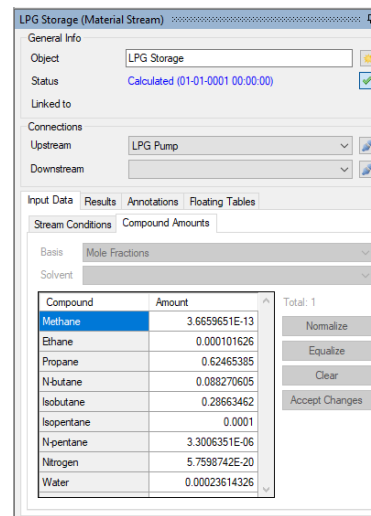 LPG Storage (Material Stream)
General Info
Object LPG Storage
Status Calculated (01-01-0001 00:00:00)
Linked to
Connections
Upstream LPG Pump
Downstream
Input Data Results Annotations Floating Tables
Stream Conditions Compound Amounts
Basis Mole Fractions
Solvent
Compound Amount Total: 1
Methane 3.6659651E-13 Normalize
Ethane 0.000101626
Equalize
Propane 0.62465385
N-butane 0.088270605 Clear
Isobutane 0.28663462 Accept Changes
Isopentane 0.0001
N-pentane 3.3006351E-06
Nitrogen 5.7598742E-20
Water 0.00023614326